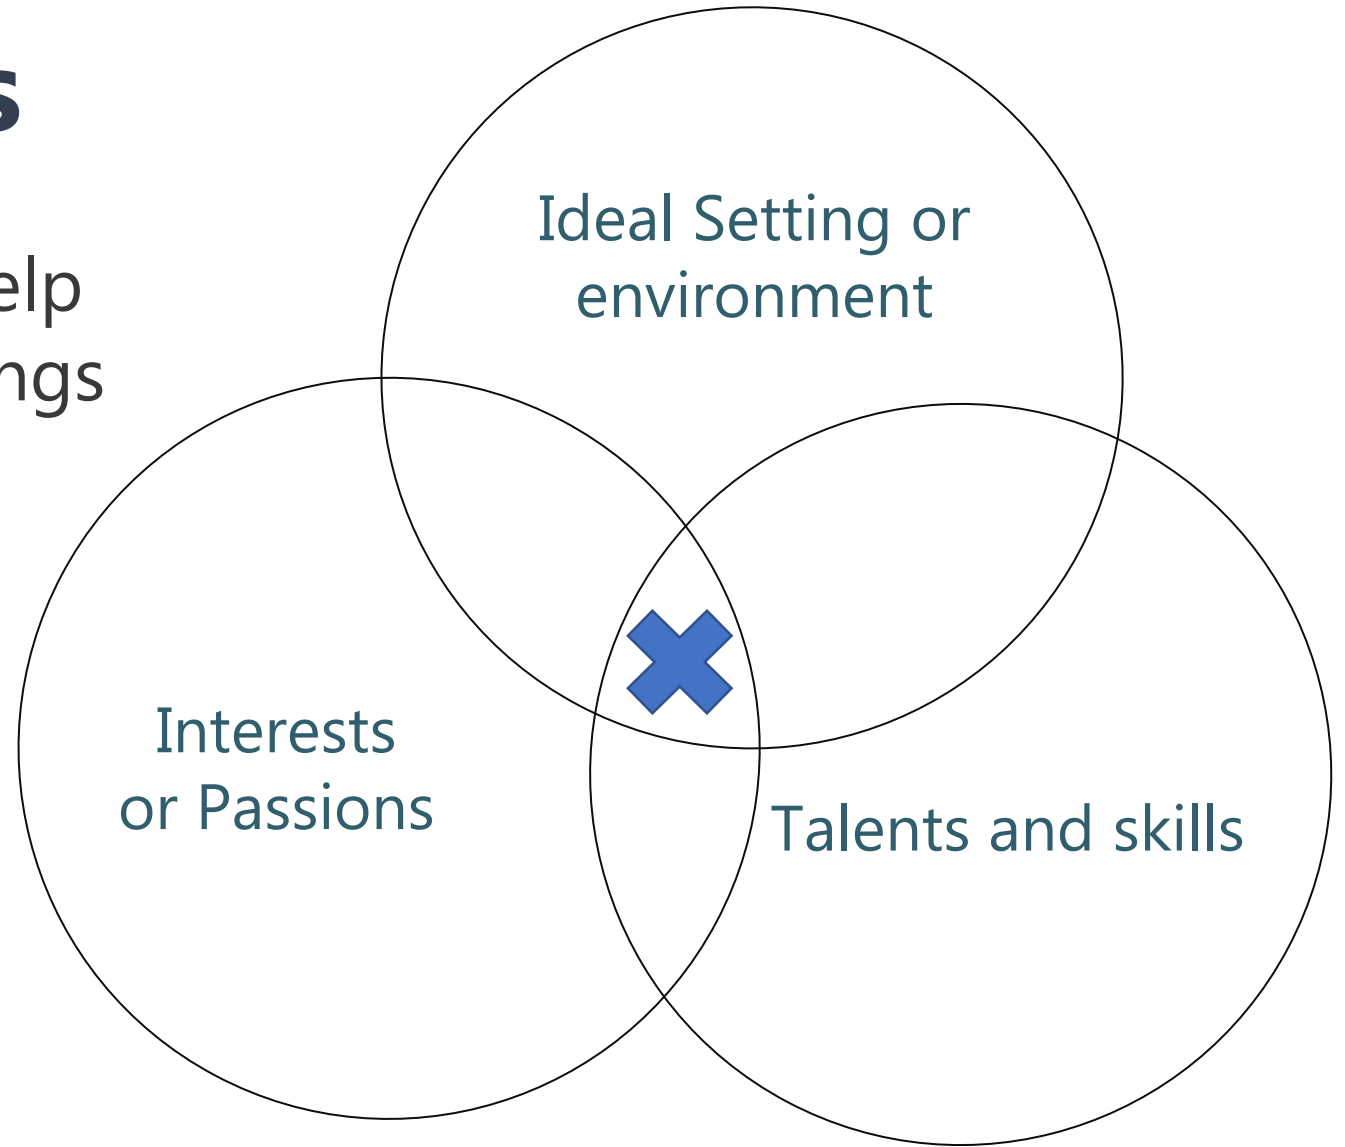 s
elp
ngs
Ideal Setting or
environment
Interests
or Passions
Talents and skills